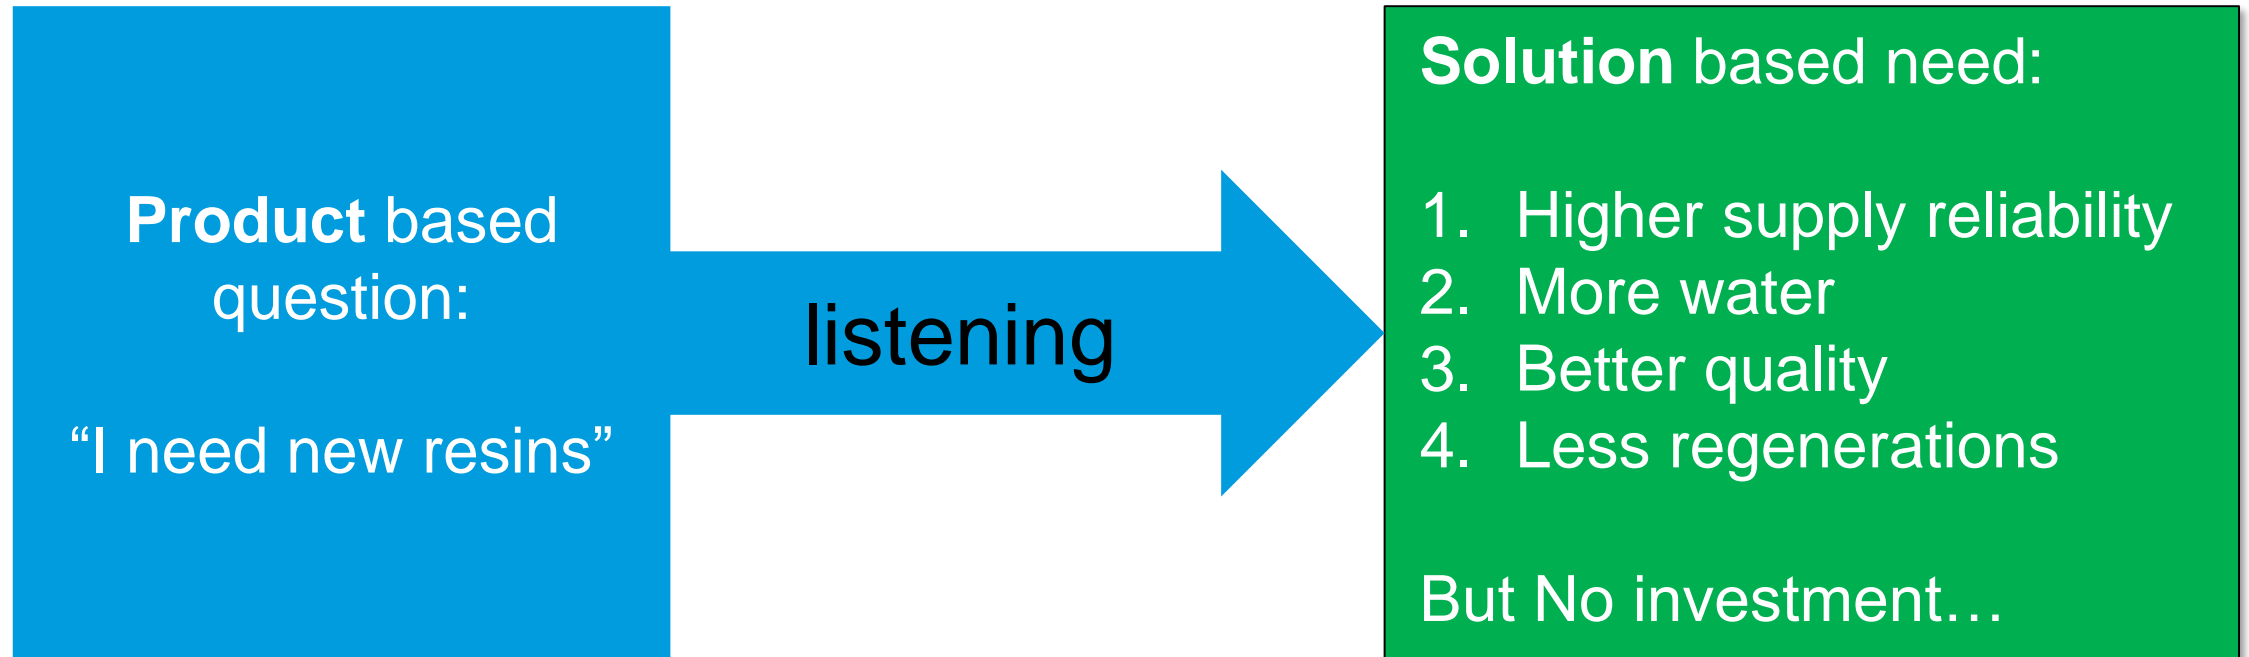 Product based
question:
“I need new resins”
listening
Solution based need:
1. Higher supply reliability
2. More water
3. Better quality
4. Less regenerations
But No investment…